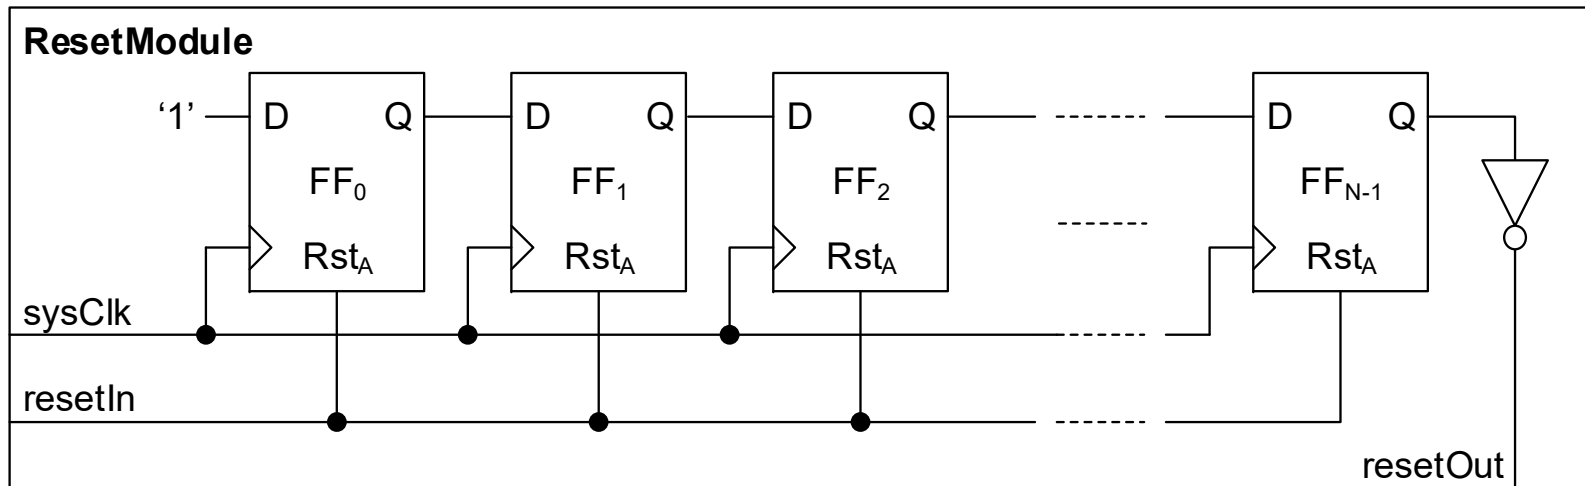 ResetModule
‘1’ D Q D Q D Q D Q
FF0 FF1 FF2 FFN-1
RstA RstA RstA RstA
sysClk
resetIn
resetOut